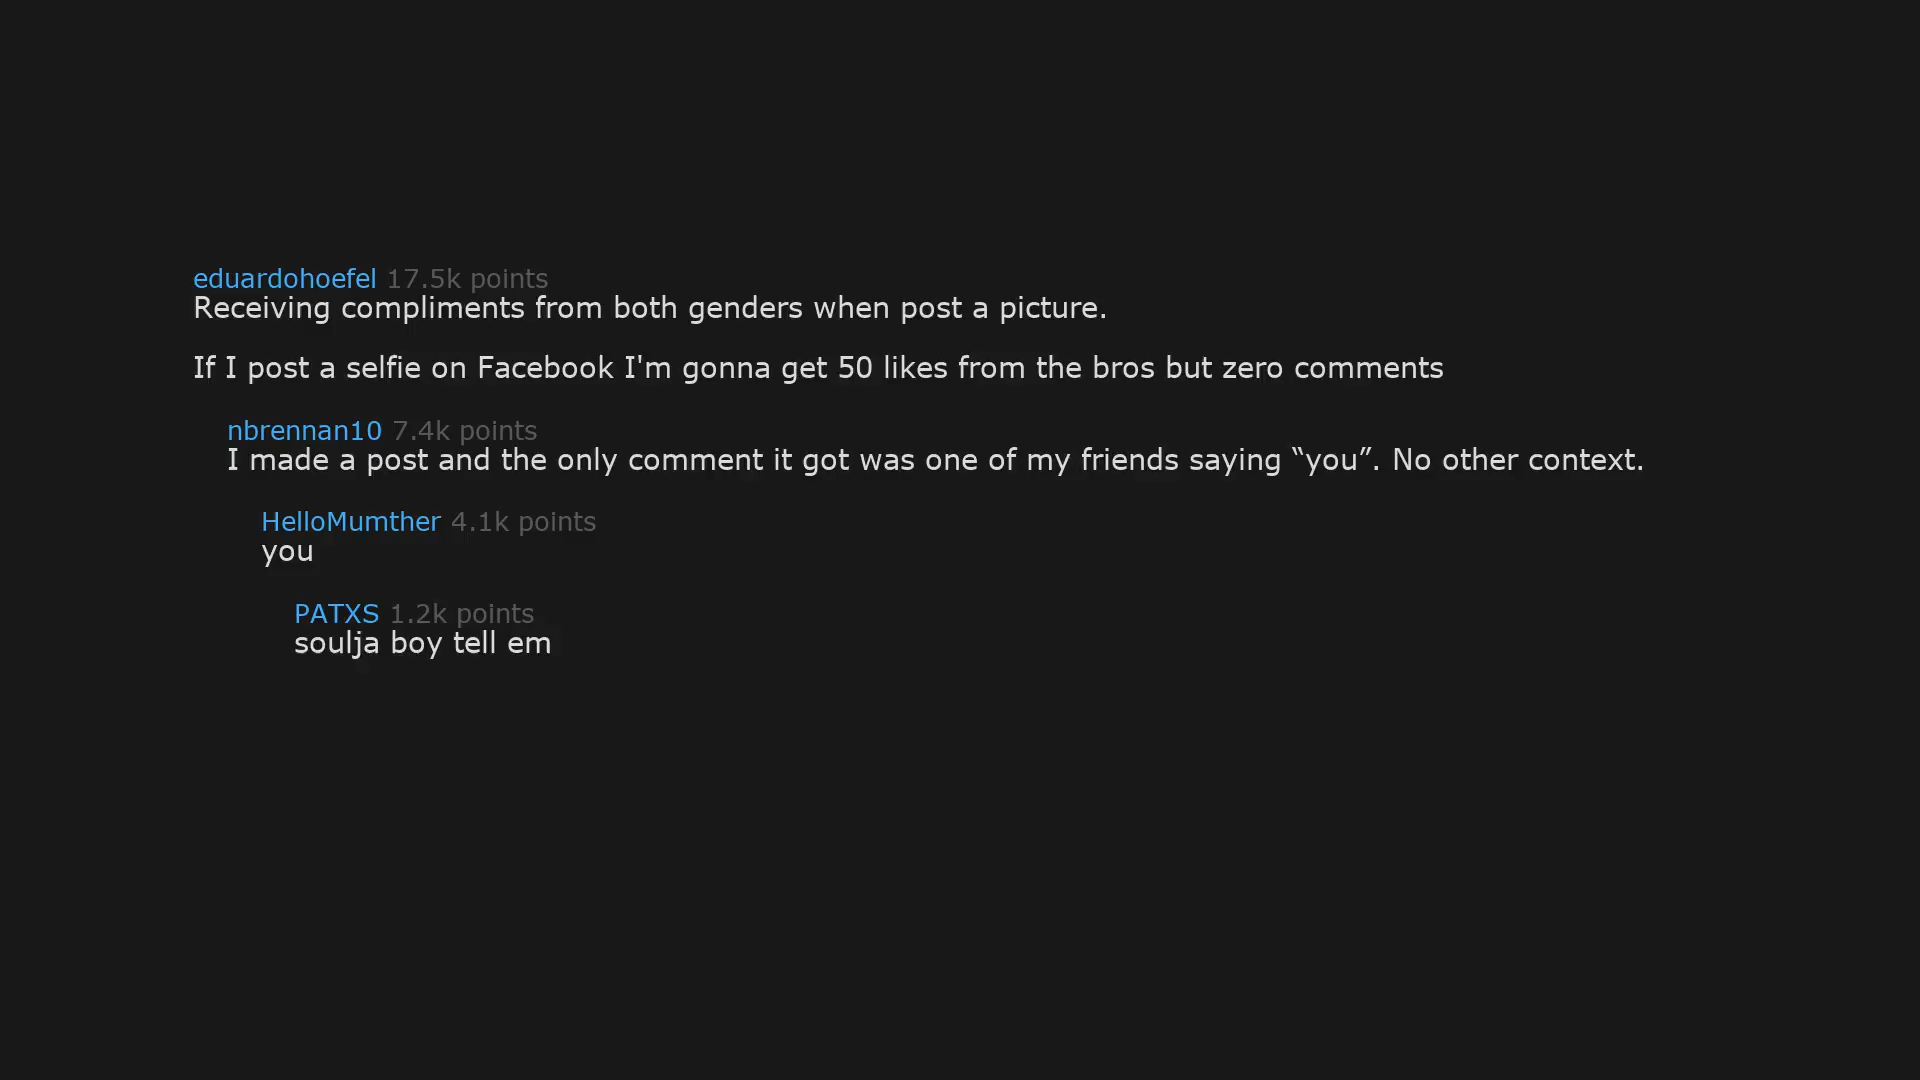 eduardohoefel 17.5k points
Receiving compliments from both genders when post a picture.
If I post a selfie on Facebook I'm gonna get 50 likes from the bros but zero comments
nbrennan10 7.4k points
I made a post and the only comment it got was one of my friends saying “you”. No other context.
HelloMumther 4.1k points
you
PATXS 1.2k points
soulja boy tell em